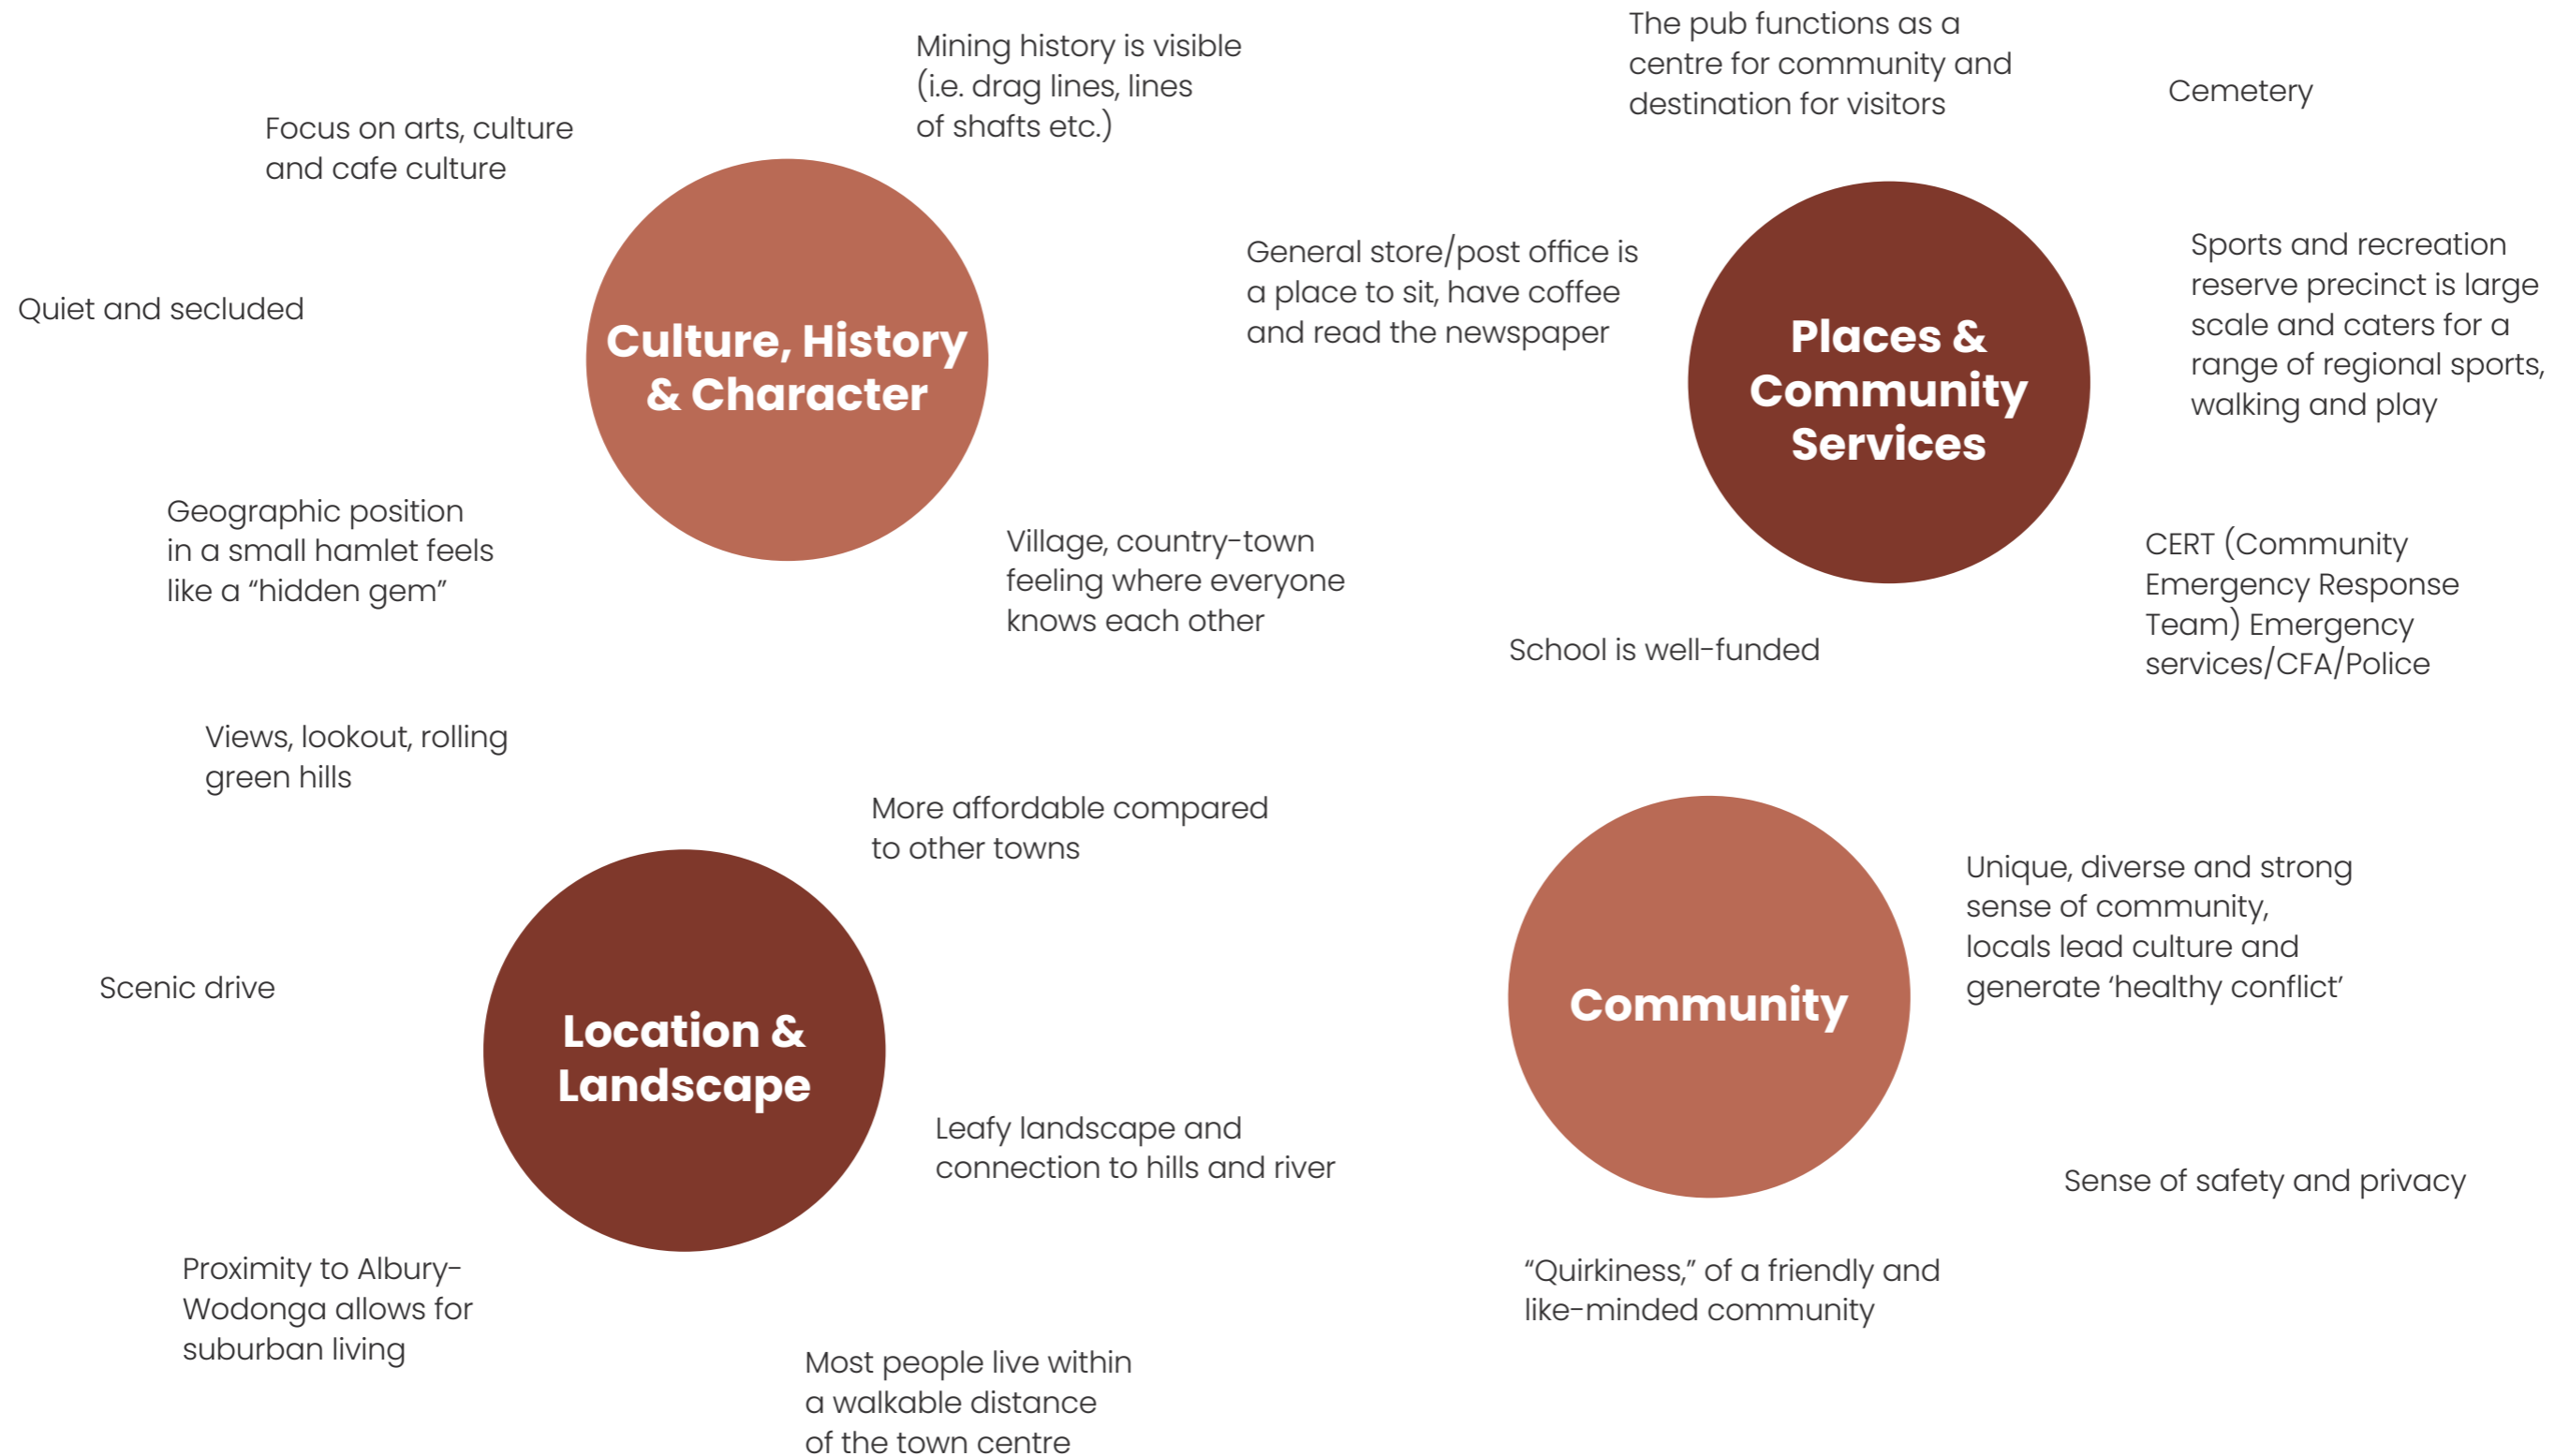 Focus on arts, culture
and cafe culture
Mining history is visible
(i.e. drag lines, lines
of shafts etc.)
Quiet and secluded
Culture, History
& Character
Geographic position
in a small hamlet feels
like a “hidden gem”
Village, country-town
feeling where everyone
knows each other
The pub functions as a
centre for community and
destination for visitors
Cemetery
General store/post office is
a place to sit, have coffee
and read the newspaper
Places &
Community
Services
Sports and recreation
reserve precinct is large
scale and caters for a
range of regional sports,
walking and play
School is well-funded
CERT (Community
Emergency Response
Team) Emergency
services/CFA/Police
Views, lookout, rolling
green hills
More affordable compared
to other towns
Scenic drive
Location &
Landscape
Leafy landscape and
connection to hills and river
Proximity to Albury-
Wodonga allows for
suburban living
Most people live within
a walkable distance
of the town centre
Community
Unique, diverse and strong
sense of community,
locals lead culture and
generate ‘healthy conflict’
Sense of safety and privacy
“Quirkiness,” of a friendly and
like-minded community